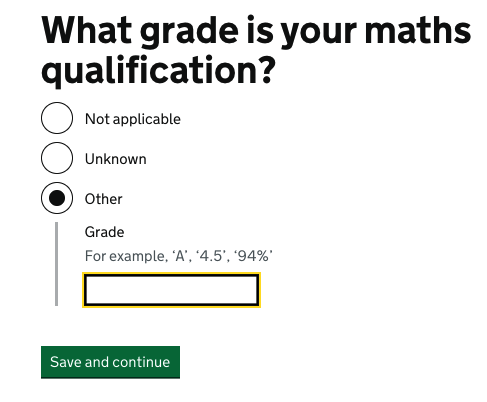 What grade is your maths
qualification?
Not applicable
Unknown
Other
Grade
For example, ‘A’, ‘4.5’, ‘94%’
Save and continue